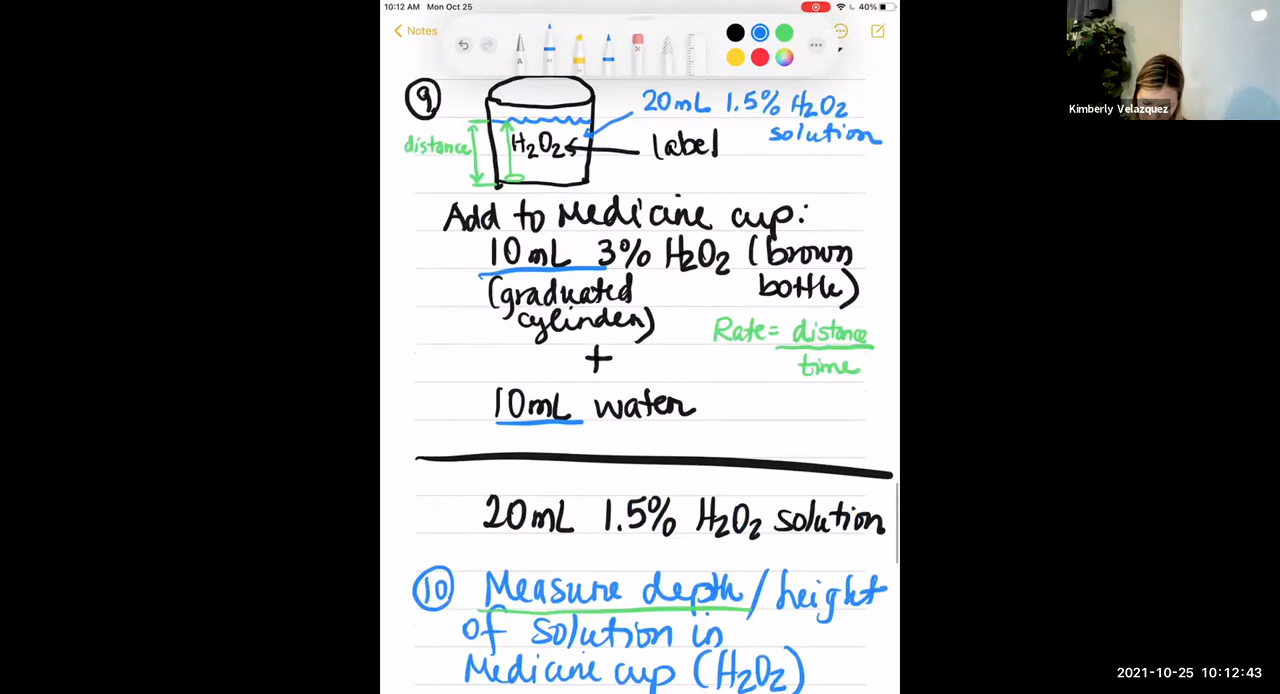 10:12 AM Mon Oct 25
40%
Notes
A
9
20mL 1.5% H₂O₂
solution
distance
H₂O₂
label
Add to Medicine cup:
10mL 3% H₂O₂ (brown
bottle)
(graduated
cylinder)
Rate = distance
time
+
10mL water
20mL 1.5% H₂O₂ solution
10 Measure depth/height
of solution in
Medicine cup (H₂O₂)
Kimberly Velazquez
2021-10-25 10:12:43